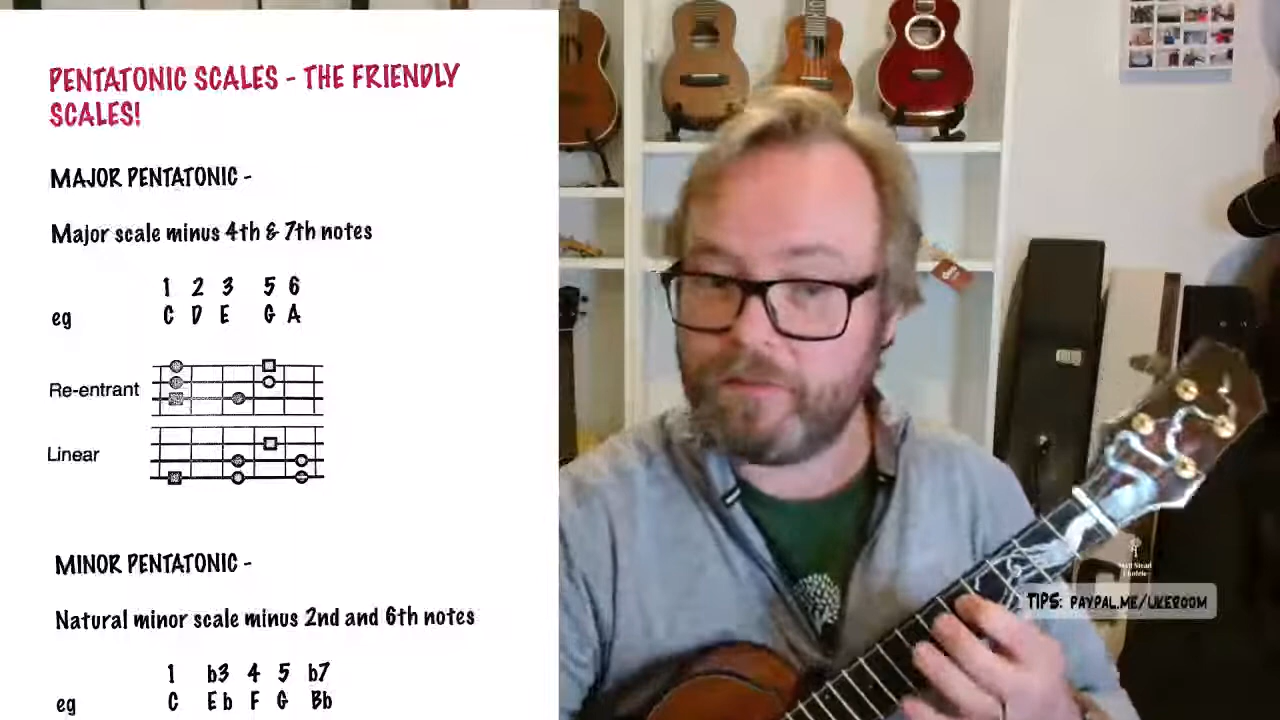 PENTATONIC SCALES - THE FRIENDLY
SCALES!
MAJOR PENTATONIC -
Major scale minus 4th & 7th notes
1 2 3 5 6
eg C D E G A
Re-entrant
Linear
MINOR PENTATONIC -
Natural minor scale minus 2nd and 6th notes
1 b3 4 5 b7
eg C Eb F G Bb
TIPS: PAYPAL.ME/UKEROOM